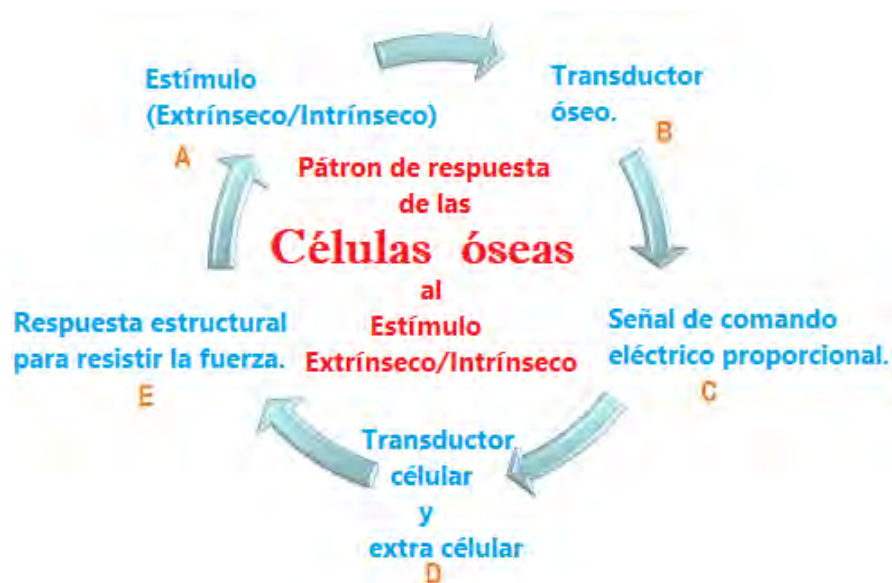 Estímulo
(Extrínseco/Intrínseco)
A
Transductor
óseo.
B
Pátron de respuesta
de las
Células óseas
al
Estímulo
Extrínseco/Intrínseco
Señal de comando
eléctrico proporcional.
C
Transductor
célular
y
extra célular
D
Respuesta estructural
para resistir la fuerza.
E